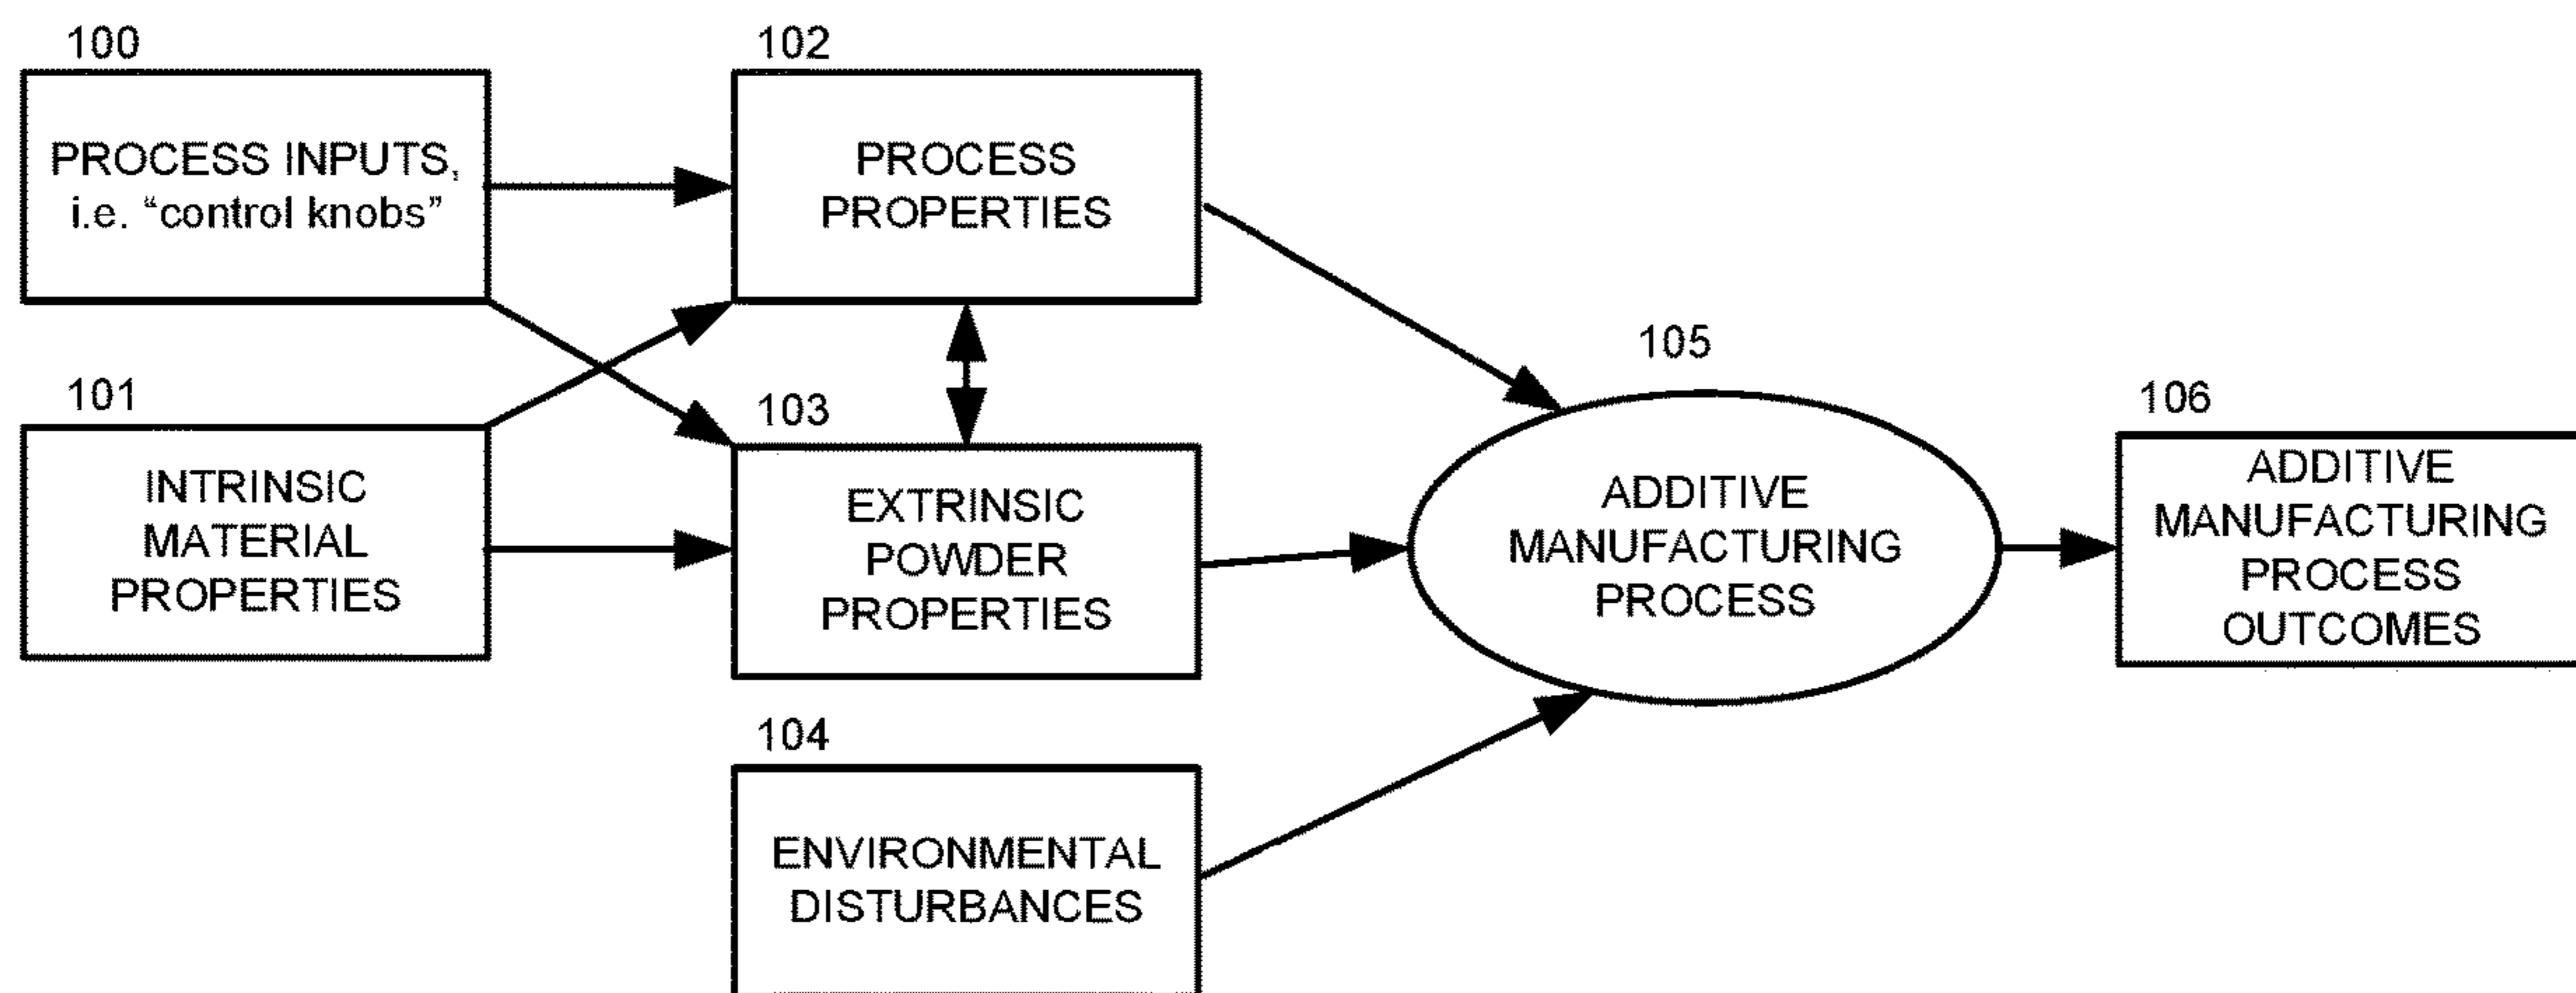 100
PROCESS INPUTS,
i.e. “control knobs”
102
PROCESS
PROPERTIES
101
INTRINSIC
MATERIAL
PROPERTIES
103
EXTRINSIC
POWDER
PROPERTIES
104
ENVIRONMENTAL
DISTURBANCES
105
ADDITIVE
MANUFACTURING
PROCESS
106
ADDITIVE
MANUFACTURING
PROCESS
OUTCOMES